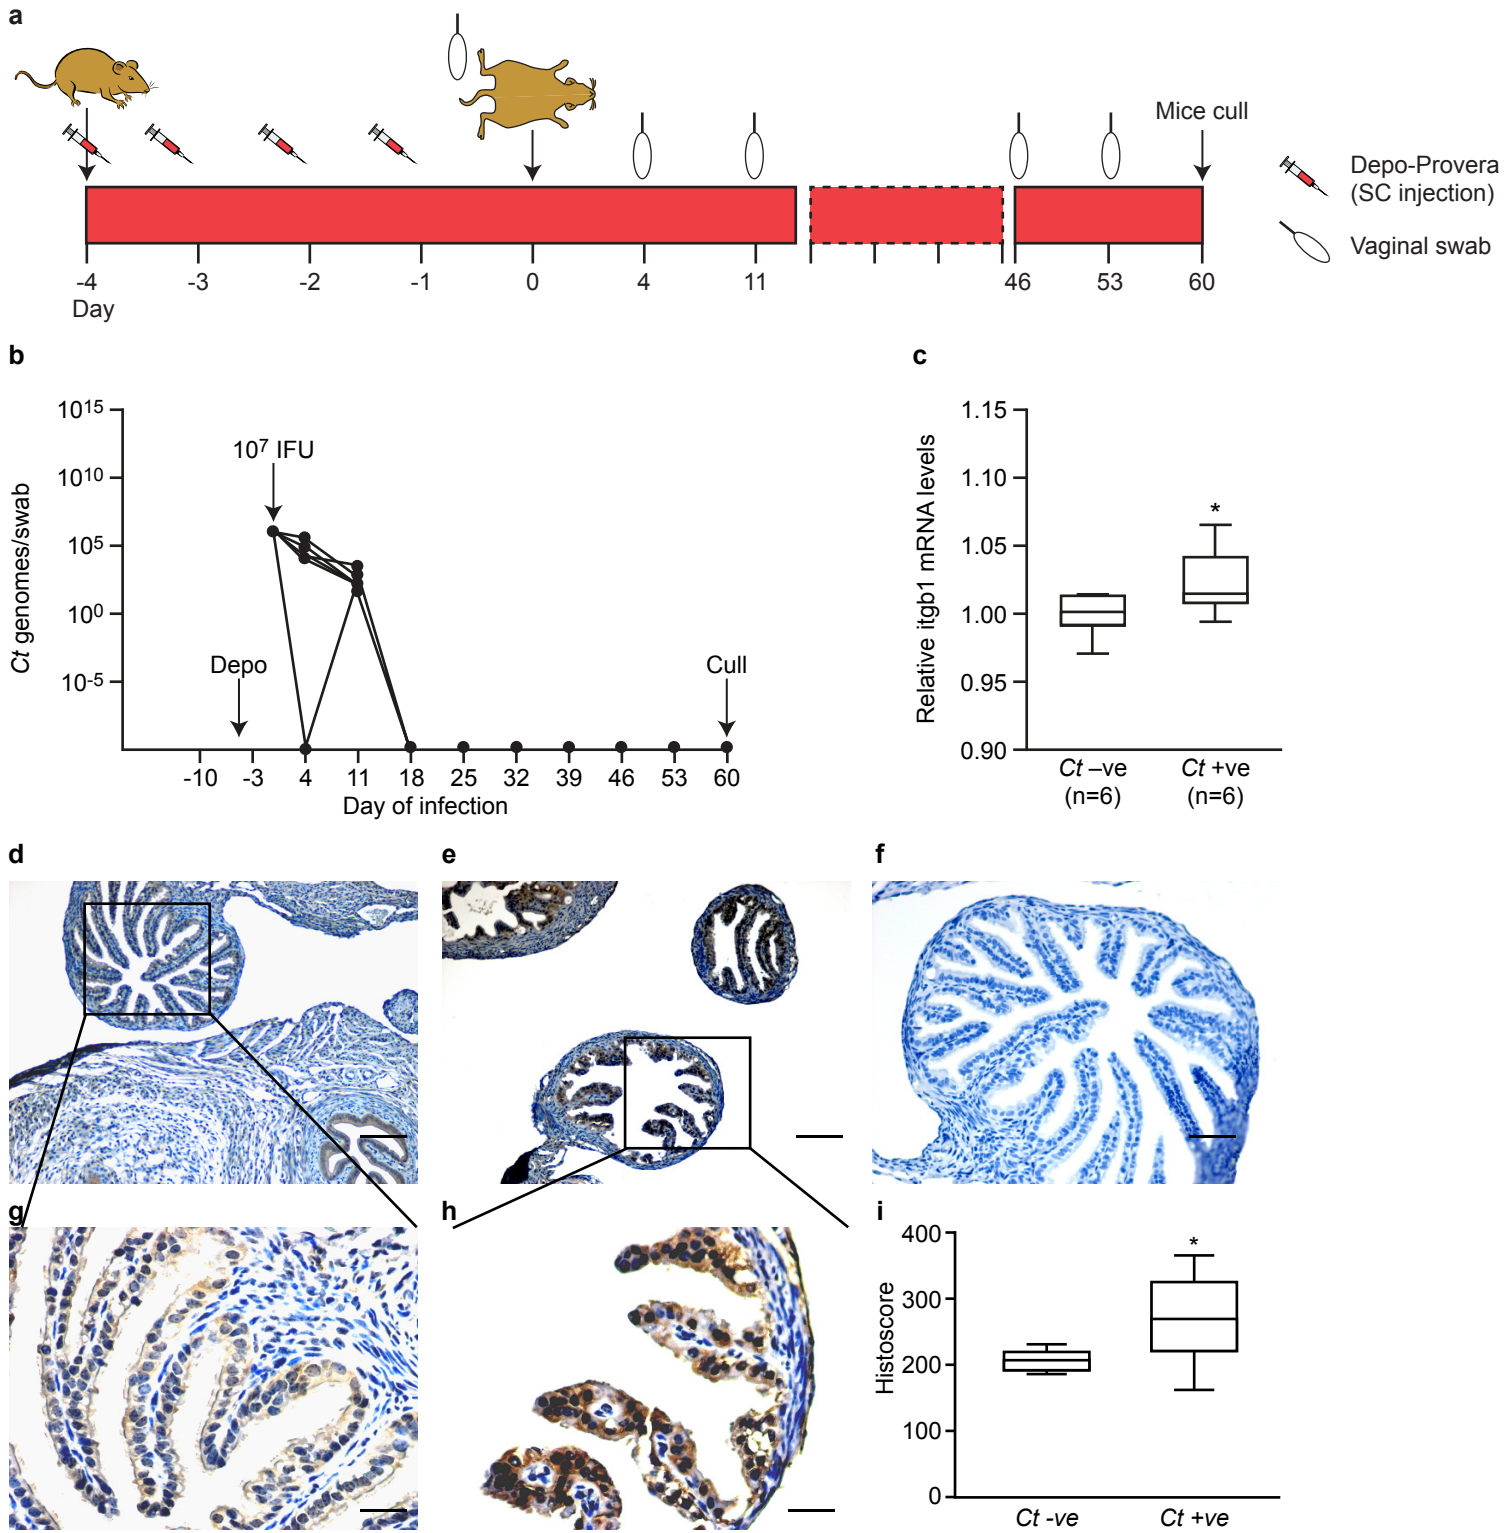 a
Mice cull
Depo-Provera
(SC injection)
Vaginal swab
-4 -3 -2 -1 0 4 11 46 53 60
Day
b
10^15
10^10
10^5
10^0
10^-5
Ct genomes/swab
10^7 IFU
Depo
Cull
-10 -3 4 11 18 25 32 39 46 53 60
Day of infection
c
1.15
1.10
1.05
1.00
0.95
0.90
Relative itgb1 mRNA levels
*
Ct –ve Ct +ve
(n=6) (n=6)
d
e
f
g
h
i
400
300
200
100
0
Histoscore
*
Ct -ve Ct +ve